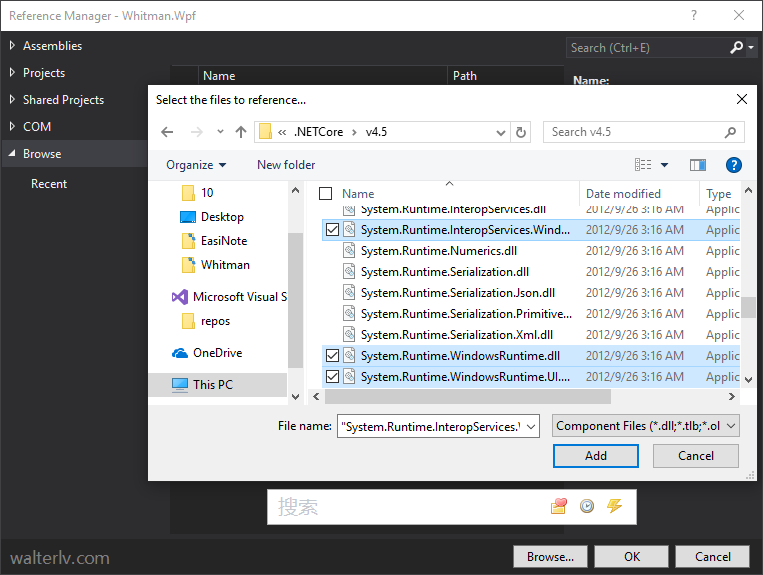 Reference Manager - Whitman.Wpf
Assemblies
Projects
Shared Projects
COM
Browse
Recent
Search (Ctrl+E)
Name
Path
Name:
Select the files to reference...
.NETCore
v4.5
Search v4.5
Organize
New folder
10
Desktop
EasiNote
Whitman
Microsoft Visual S
repos
OneDrive
This PC
Name
Date modified
Type
System.Runtime.InteropServices.dll 2012/9/26 3:16 AM Applic
System.Runtime.InteropServices.Wind... 2012/9/26 3:16 AM Applic
System.Runtime.Numerics.dll 2012/9/26 3:16 AM Applic
System.Runtime.Serialization.dll 2012/9/26 3:16 AM Applic
System.Runtime.Serialization.Json.dll 2012/9/26 3:16 AM Applic
System.Runtime.Serialization.Primitive... 2012/9/26 3:16 AM Applic
System.Runtime.Serialization.Xml.dll 2012/9/26 3:16 AM Applic
System.Runtime.WindowsRuntime.dll 2012/9/26 3:16 AM Applic
System.Runtime.WindowsRuntime.UI.... 2012/9/26 3:16 AM Applic
File name:
"System.Runtime.InteropServices.\
Component Files (*.dll;*.tlb;*.ol
Add
Cancel
搜索
walterlv.com
Browse...
OK
Cancel